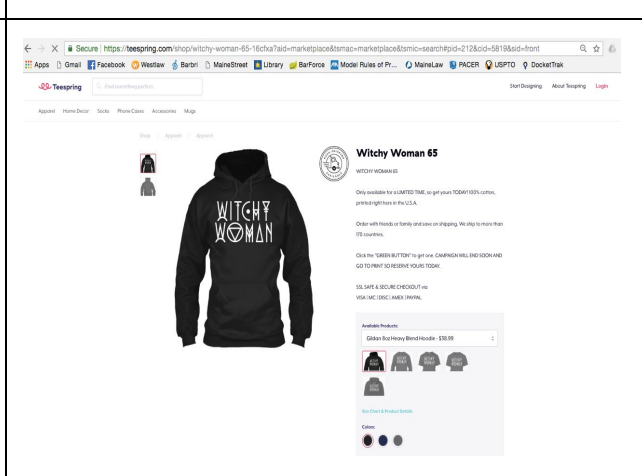 Secure | https://teespring.com/shop/witchy-woman-65-16cfxa?aid=marketplace&tsmac=marketplace&tsmic=search#pid=212&cid=5819&sid=front
Apps Gmail Facebook Westlaw Barbri MaineStreet Library BarForce Model Rules of Pr... MaineLaw PACER USPTO DocketTrak
Teespring Start Designing About Teespring Login
Apparel Home Decor Socks Phone Cases Accessories Mugs
Shop / Apparel / Apparel
Witchy Woman 65
WITCHY WOMAN 65
Only available for a LIMITED TIME, so get yours TODAY! 100% cotton,
printed right here in the U.S.A.
Order with friends or family and save on shipping. We ship to more than
170 countries.
Click the "GREEN BUTTON" to get one. CAMPAIGN WILL END SOON AND
GO TO PRINT SO RESERVE YOURS TODAY.
SSL SAFE & SECURE CHECKOUT via:
VISA | MC | DISC | AMEX | PAYPAL
WITCHY
WOMAN
Available Products:
Gildan 8oz Heavy Blend Hoodie - $38.99
Size Chart & Product Details
Colors: